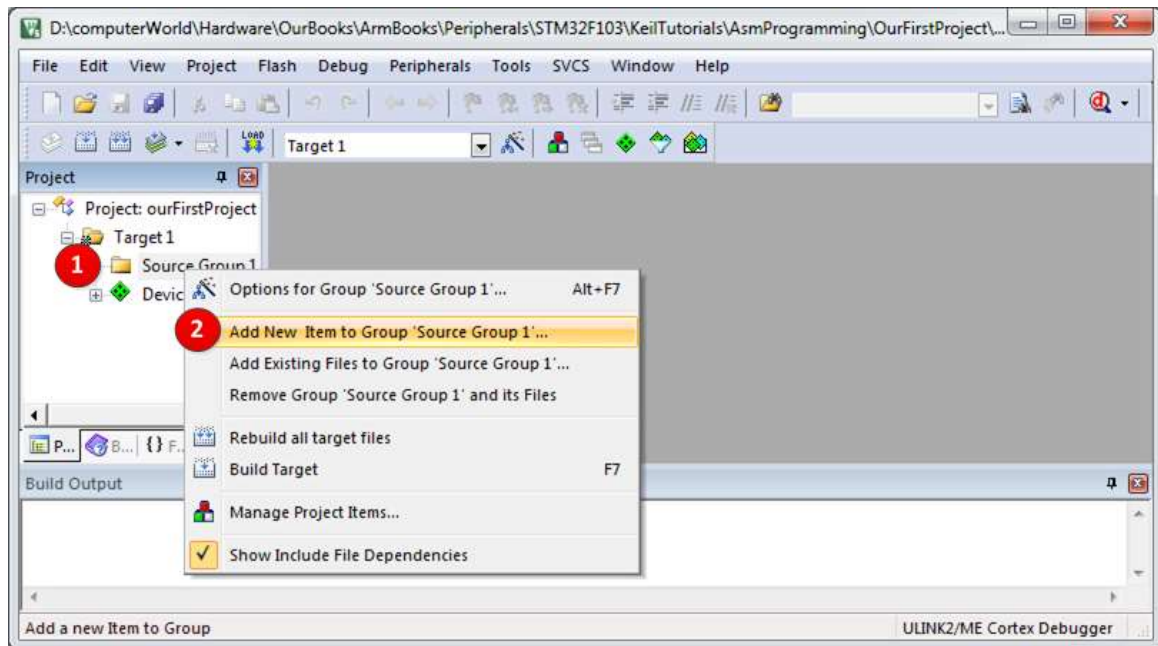 D:\computerWorld\Hardware\OurBooks\ArmBooks\Peripherals\STM32F103\KeilTutorials\AsmProgramming\OurFirstProject\...
File Edit View Project Flash Debug Peripherals Tools SVCS Window Help
LOAD
Target 1
Project
Project: ourFirstProject
Target 1
1
Source Group 1
Devic
Options for Group 'Source Group 1'... Alt+F7
2
Add New Item to Group 'Source Group 1'...
Add Existing Files to Group 'Source Group 1'...
Remove Group 'Source Group 1' and its Files
P... B... {} F...
Rebuild all target files
Build Target F7
Build Output
Manage Project Items...
Show Include File Dependencies
Add a new Item to Group
ULINK2/ME Cortex Debugger